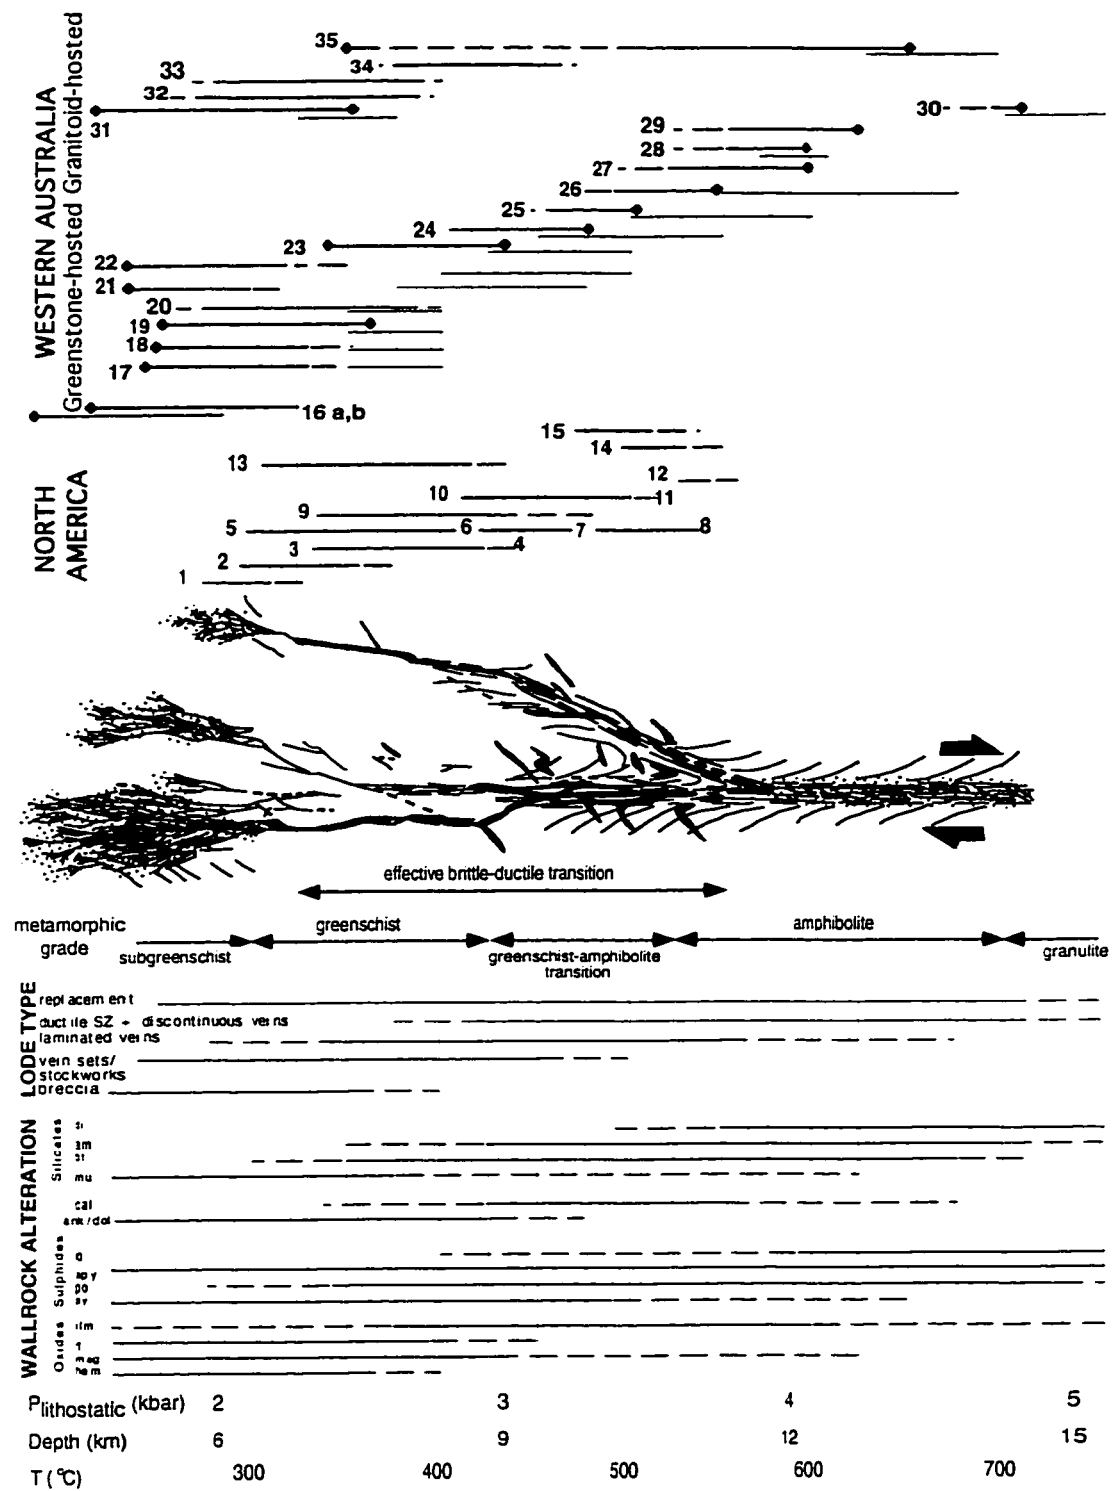 WESTERN AUSTRALIA
Greenstone-hosted Granitoid-hosted
35
34
33
32
31
30
29
28
27
26
25
24
23
22
21
20
19
18
17
16 a,b
NORTH
AMERICA
15
14
13
12
10
11
9
5
6
7
8
3
4
2
1
effective brittle-ductile transition
metamorphic
grade
subgreenschist
greenschist
greenschist-amphibolite
transition
amphibolite
granulite
LODE TYPE
replacement
ductile SZ + discontinuous veins
laminated veins
vein sets/
stockworks
breccia
WALLROCK ALTERATION
Silicates
am
mu
cal
ank/dol
Sulphides
po
Oxides
ilm
mag
hem
Plithostatic (kbar) 2 3 4 5
Depth (km) 6 9 12 15
T (°C) 300 400 500 600 700